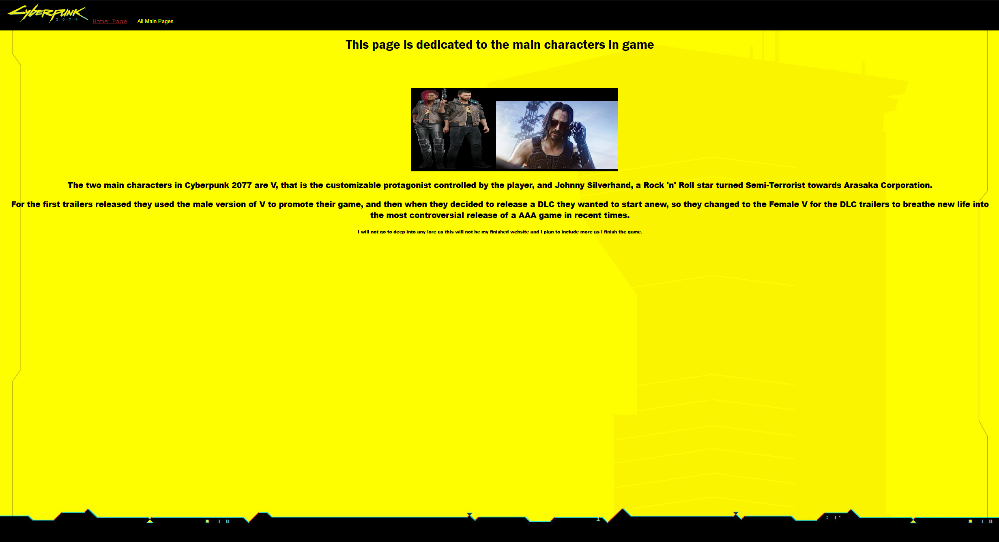 Cyberpunk
2077
Home Page All Main Pages
This page is dedicated to the main characters in game
The two main characters in Cyberpunk 2077 are V, that is the customizable protagonist controlled by the player, and Johnny Silverhand, a Rock 'n' Roll star turned Semi-Terrorist towards Arasaka Corporation.
For the first trailers released they used the male version of V to promote their game, and then when they decided to release a DLC they wanted to start anew, so they changed to the Female V for the DLC trailers to breathe new life into
the most controversial release of a AAA game in recent times.
I will not go to deep into any lore as this will not be my finished website and I plan to include more as I finish the game.